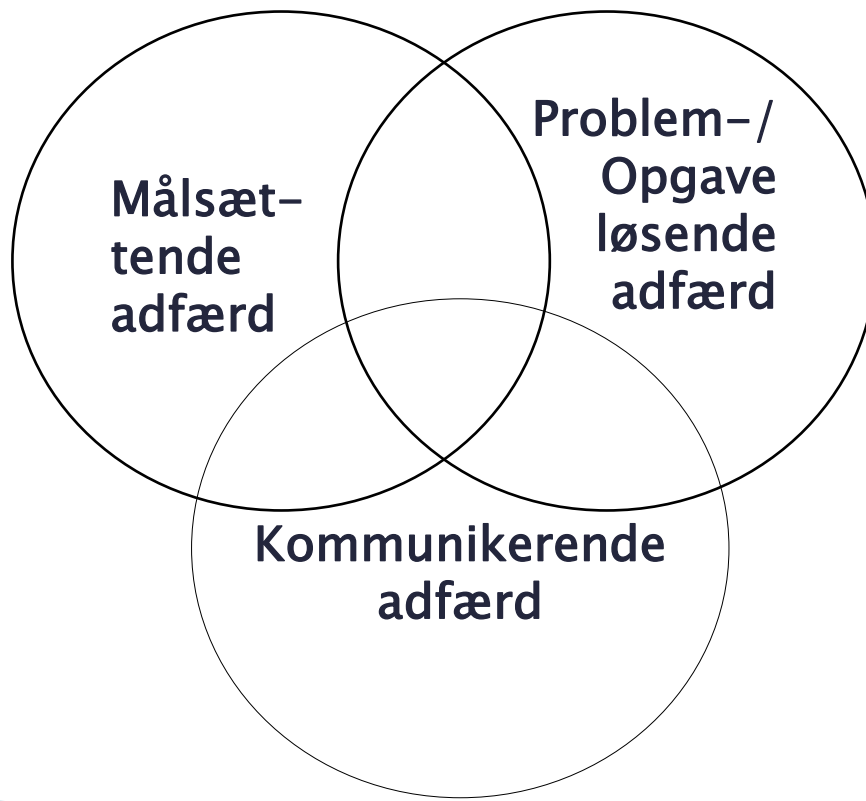 Målsæt-
tende
adfærd
Problem-/
Opgave
løsende
adfærd
Kommunikerende
adfærd